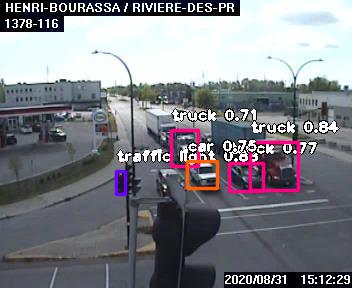 HENRI-BOURASSA / RIVIERE-DES-PR
1378-116
truck 0.71
truck 0.84
car 0.75
truck 0.77
traffic light 0.83
2020/08/31 15:12:29